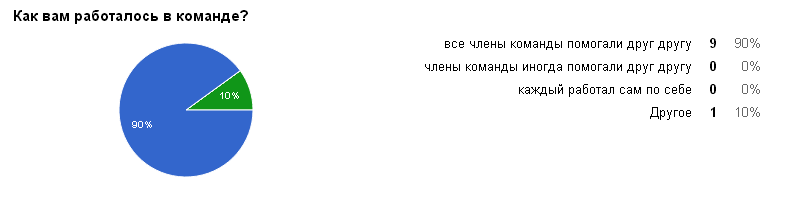 Как вам работалось в команде?
все члены команды помогали друг другу 9 90%
члены команды иногда помогали друг другу 0 0%
каждый работал сам по себе 0 0%
Другое 1 10%
10%
90%